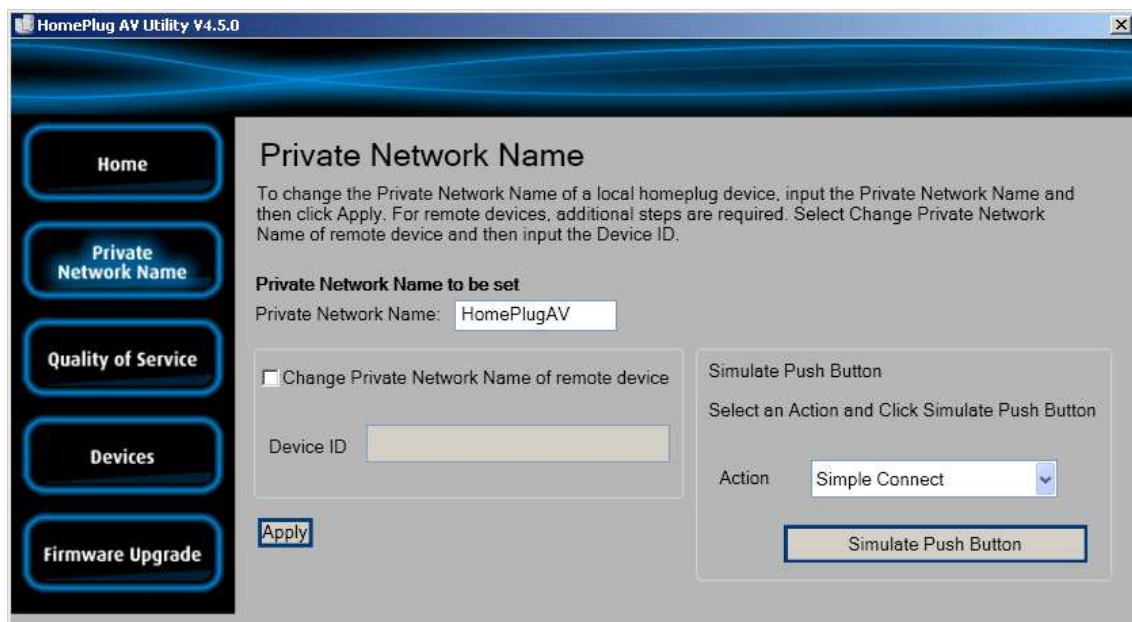 HomePlug AV Utility V4.5.0
Home
Private
Network Name
Quality of Service
Devices
Firmware Upgrade
Private Network Name
To change the Private Network Name of a local homeplug device, input the Private Network Name and
then click Apply. For remote devices, additional steps are required. Select Change Private Network
Name of remote device and then input the Device ID.
Private Network Name to be set
Private Network Name: HomePlugAV
Change Private Network Name of remote device
Device ID
Apply
Simulate Push Button
Select an Action and Click Simulate Push Button
Action Simple Connect
Simulate Push Button